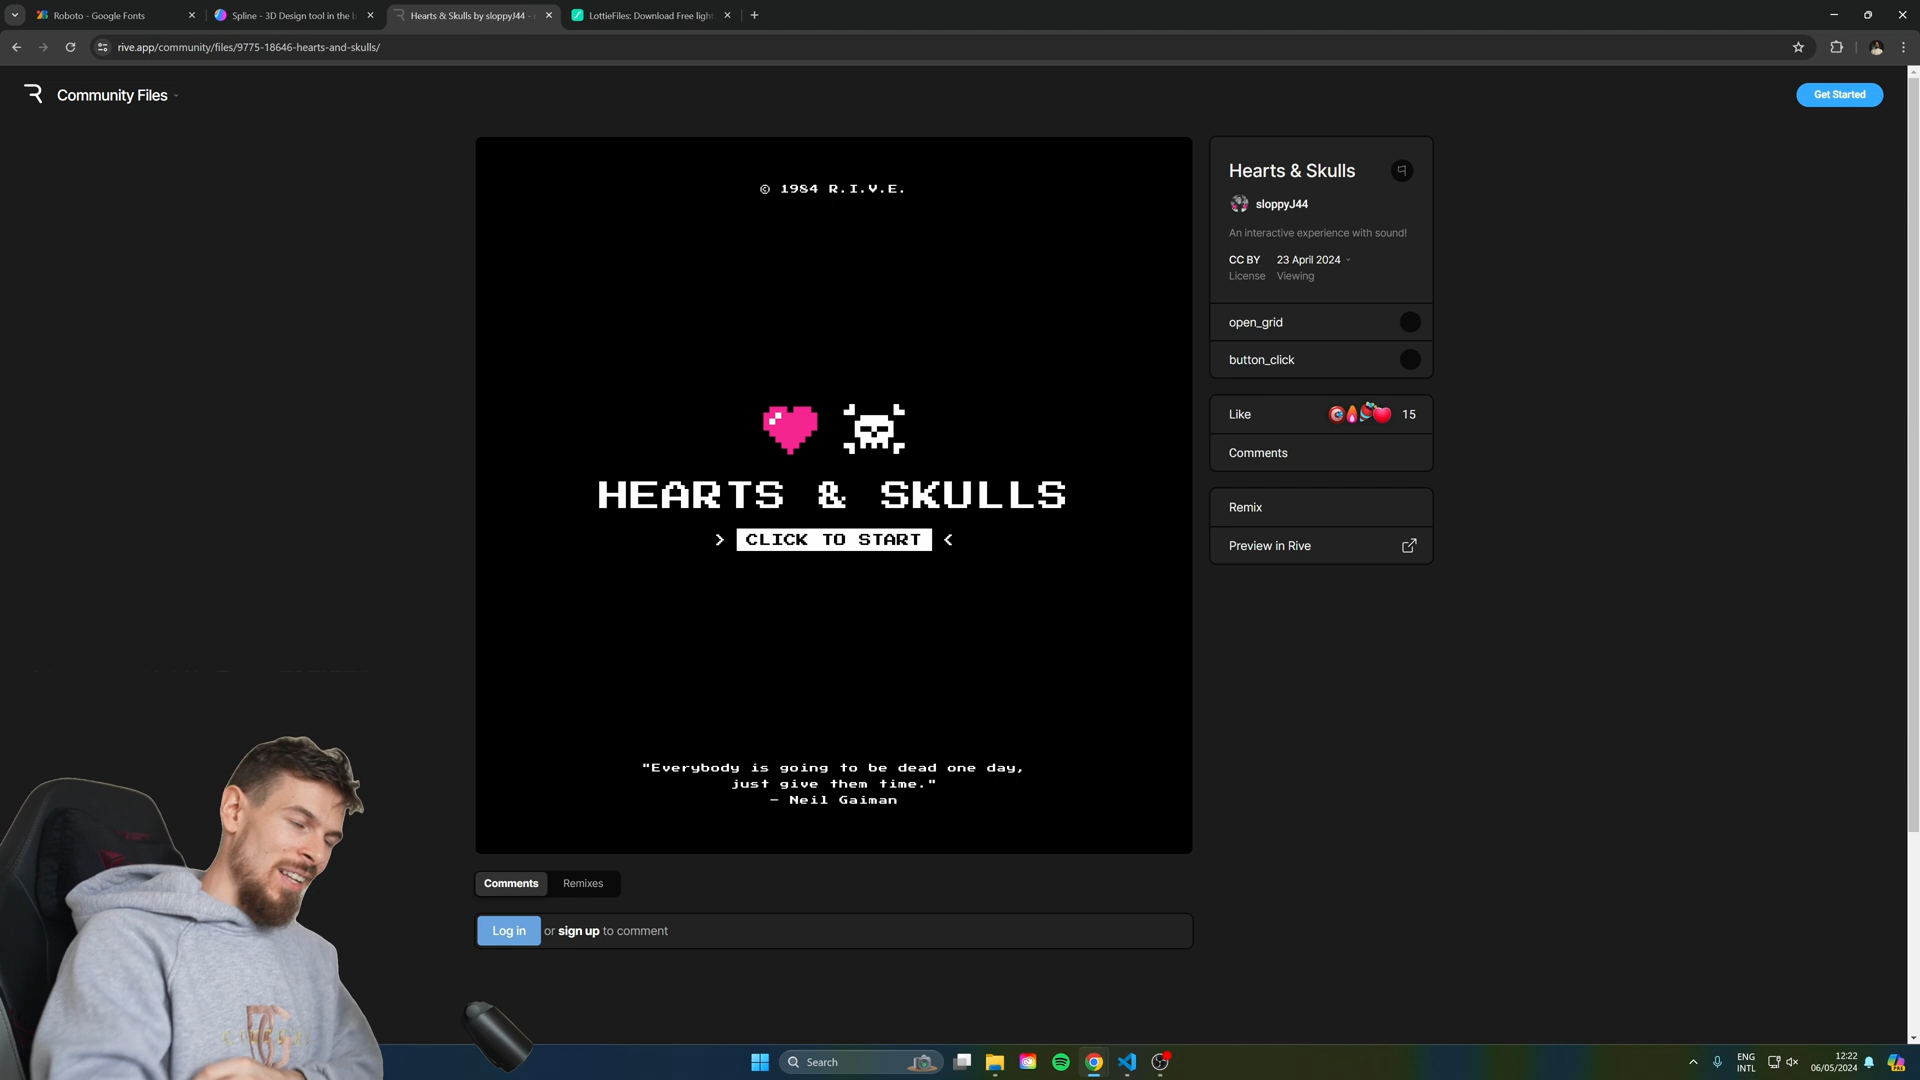 Roboto - Google Fonts
Spline - 3D Design tool in the b
Hearts & Skulls by sloppyJ44 -
LottieFiles: Download Free light
rive.app/community/files/9775-18646-hearts-and-skulls/
Community Files
Get Started
© 1984 R.I.V.E.
HEARTS & SKULLS
> CLICK TO START <
"Everybody is going to be dead one day,
just give them time."
– Neil Gaiman
Hearts & Skulls
sloppyJ44
An interactive experience with sound!
CC BY 23 April 2024
License Viewing
open_grid
button_click
Like 15
Comments
Remix
Preview in Rive
Comments Remixes
Log in or sign up to comment
Search
ENG
INTL
12:22
06/05/2024